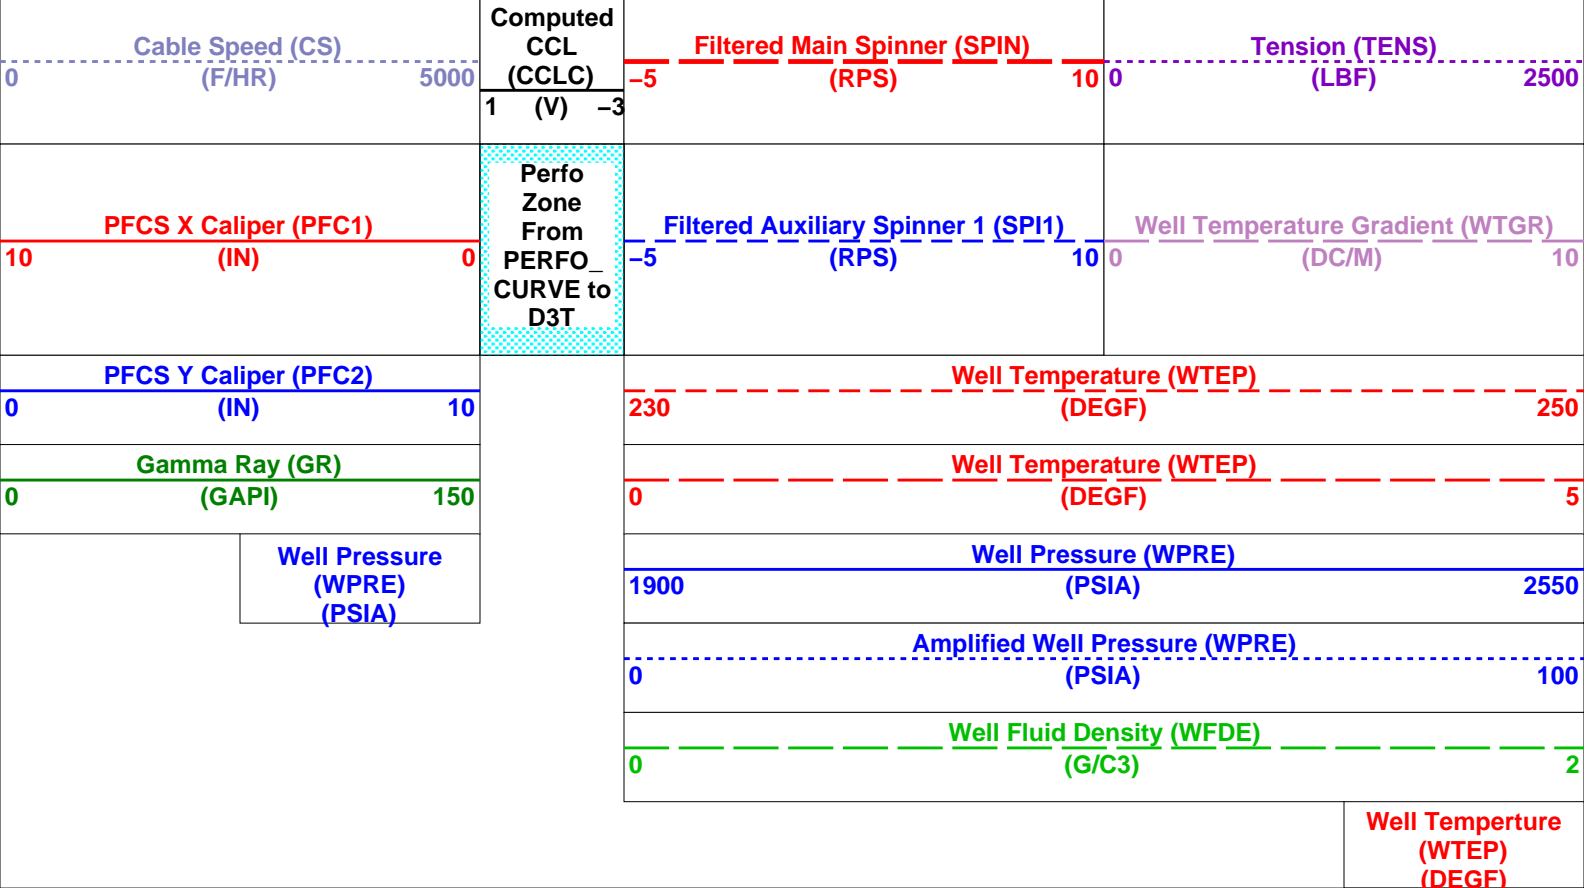 Cable Speed (CS)
0 (F/HR) 5000
Computed
CCL
(CCLC)
1 (V) −3
Filtered Main Spinner (SPIN)
−5 (RPS) 10
Tension (TENS)
0 (LBF) 2500
PFCS X Caliper (PFC1)
10 (IN) 0
Perfo
Zone
From
PERFO_
CURVE to
D3T
Filtered Auxiliary Spinner 1 (SPI1)
−5 (RPS) 10
Well Temperature Gradient (WTGR)
0 (DC/M) 10
PFCS Y Caliper (PFC2)
0 (IN) 10
Well Temperature (WTEP)
230 (DEGF) 250
Gamma Ray (GR)
0 (GAPI) 150
Well Temperature (WTEP)
0 (DEGF) 5
Well Pressure
(WPRE)
(PSIA)
Well Pressure (WPRE)
1900 (PSIA) 2550
Amplified Well Pressure (WPRE)
0 (PSIA) 100
Well Fluid Density (WFDE)
0 (G/C3) 2
Well Temperture
(WTEP)
(DEGF)